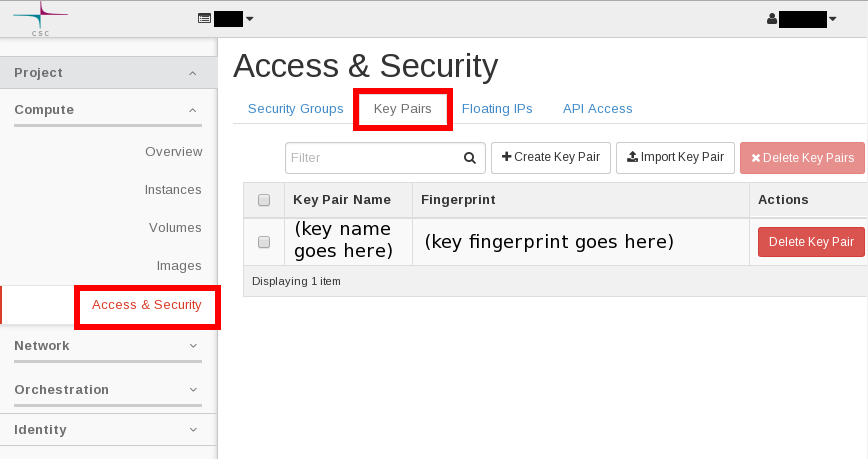 CSC
Project
Compute
Overview
Instances
Volumes
Images
Access & Security
Network
Orchestration
Identity
Access & Security
Security Groups Key Pairs Floating IPs API Access
Filter Create Key Pair Import Key Pair Delete Key Pairs
Key Pair Name Fingerprint Actions
(key name
goes here) (key fingerprint goes here) Delete Key Pair
Displaying 1 item